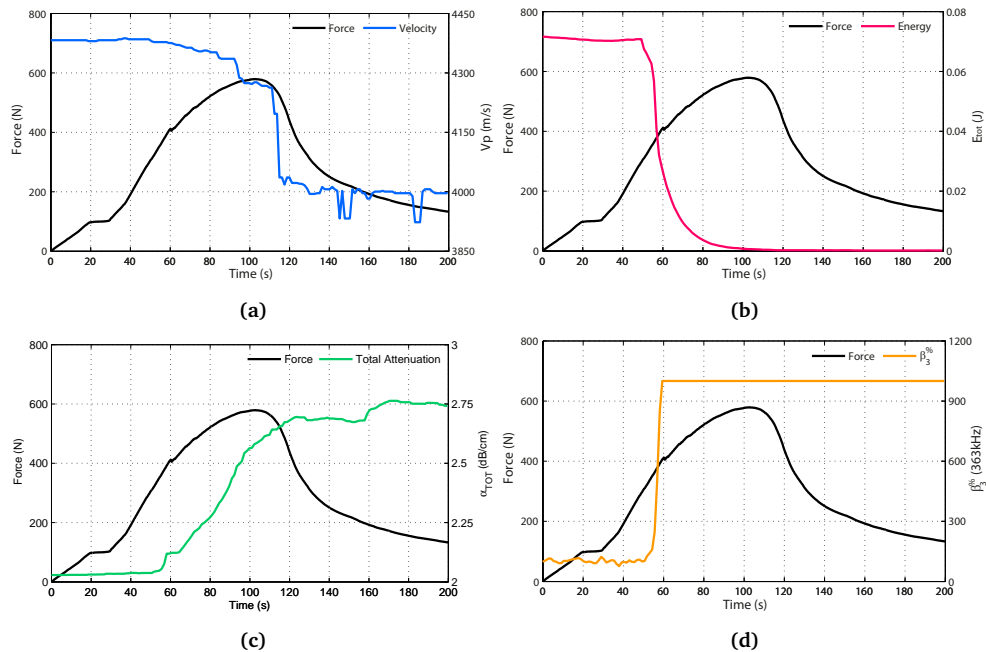 800
600
400
200
0
Force (N)
0 20 40 60 80 100 120 140 160 180 200
Time (s)
4450
4300
4150
4000
3850
Vp (m/s)
Force Velocity
(a)
800
600
400
200
0
Force (N)
0 20 40 60 80 100 120 140 160 180 200
Time (s)
0.08
0.06
0.04
0.02
0
Etot (J)
Force Energy
(b)
800
600
400
200
0
Force (N)
0 20 40 60 80 100 120 140 160 180 200
Time (s)
3
2.75
2.5
2.25
2
α_TOT (dB/cm)
Force Total Attenuation
(c)
800
600
400
200
0
Force (N)
0 20 40 60 80 100 120 140 160 180 200
Time (s)
1200
900
600
300
0
β₃% (363kHz)
Force β₃%
(d)